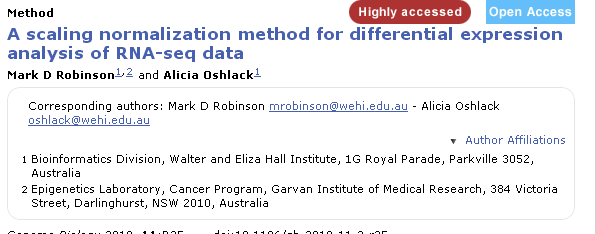 Method
Highly accessed
Open Access
A scaling normalization method for differential expression
analysis of RNA-seq data
Mark D Robinson1,2 and Alicia Oshlack1
Corresponding authors: Mark D Robinson mrobinson@wehi.edu.au - Alicia Oshlack
oshlack@wehi.edu.au
▼ Author Affiliations
1 Bioinformatics Division, Walter and Eliza Hall Institute, 1G Royal Parade, Parkville 3052,
Australia
2 Epigenetics Laboratory, Cancer Program, Garvan Institute of Medical Research, 384 Victoria
Street, Darlinghurst, NSW 2010, Australia